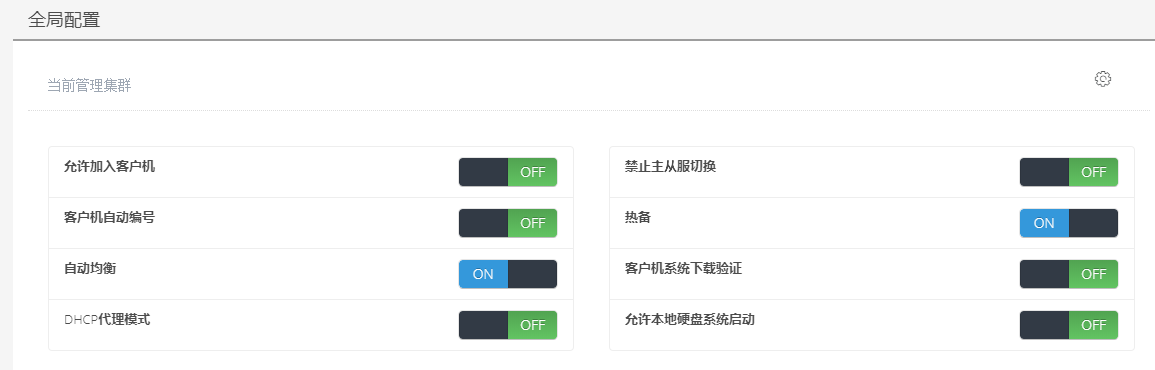 全局配置
当前管理集群
允许加入客户机 OFF
客户机自动编号 OFF
自动均衡 ON
DHCP代理模式 OFF
禁止主从服切换 OFF
热备 ON
客户机系统下载验证 OFF
允许本地硬盘系统启动 OFF